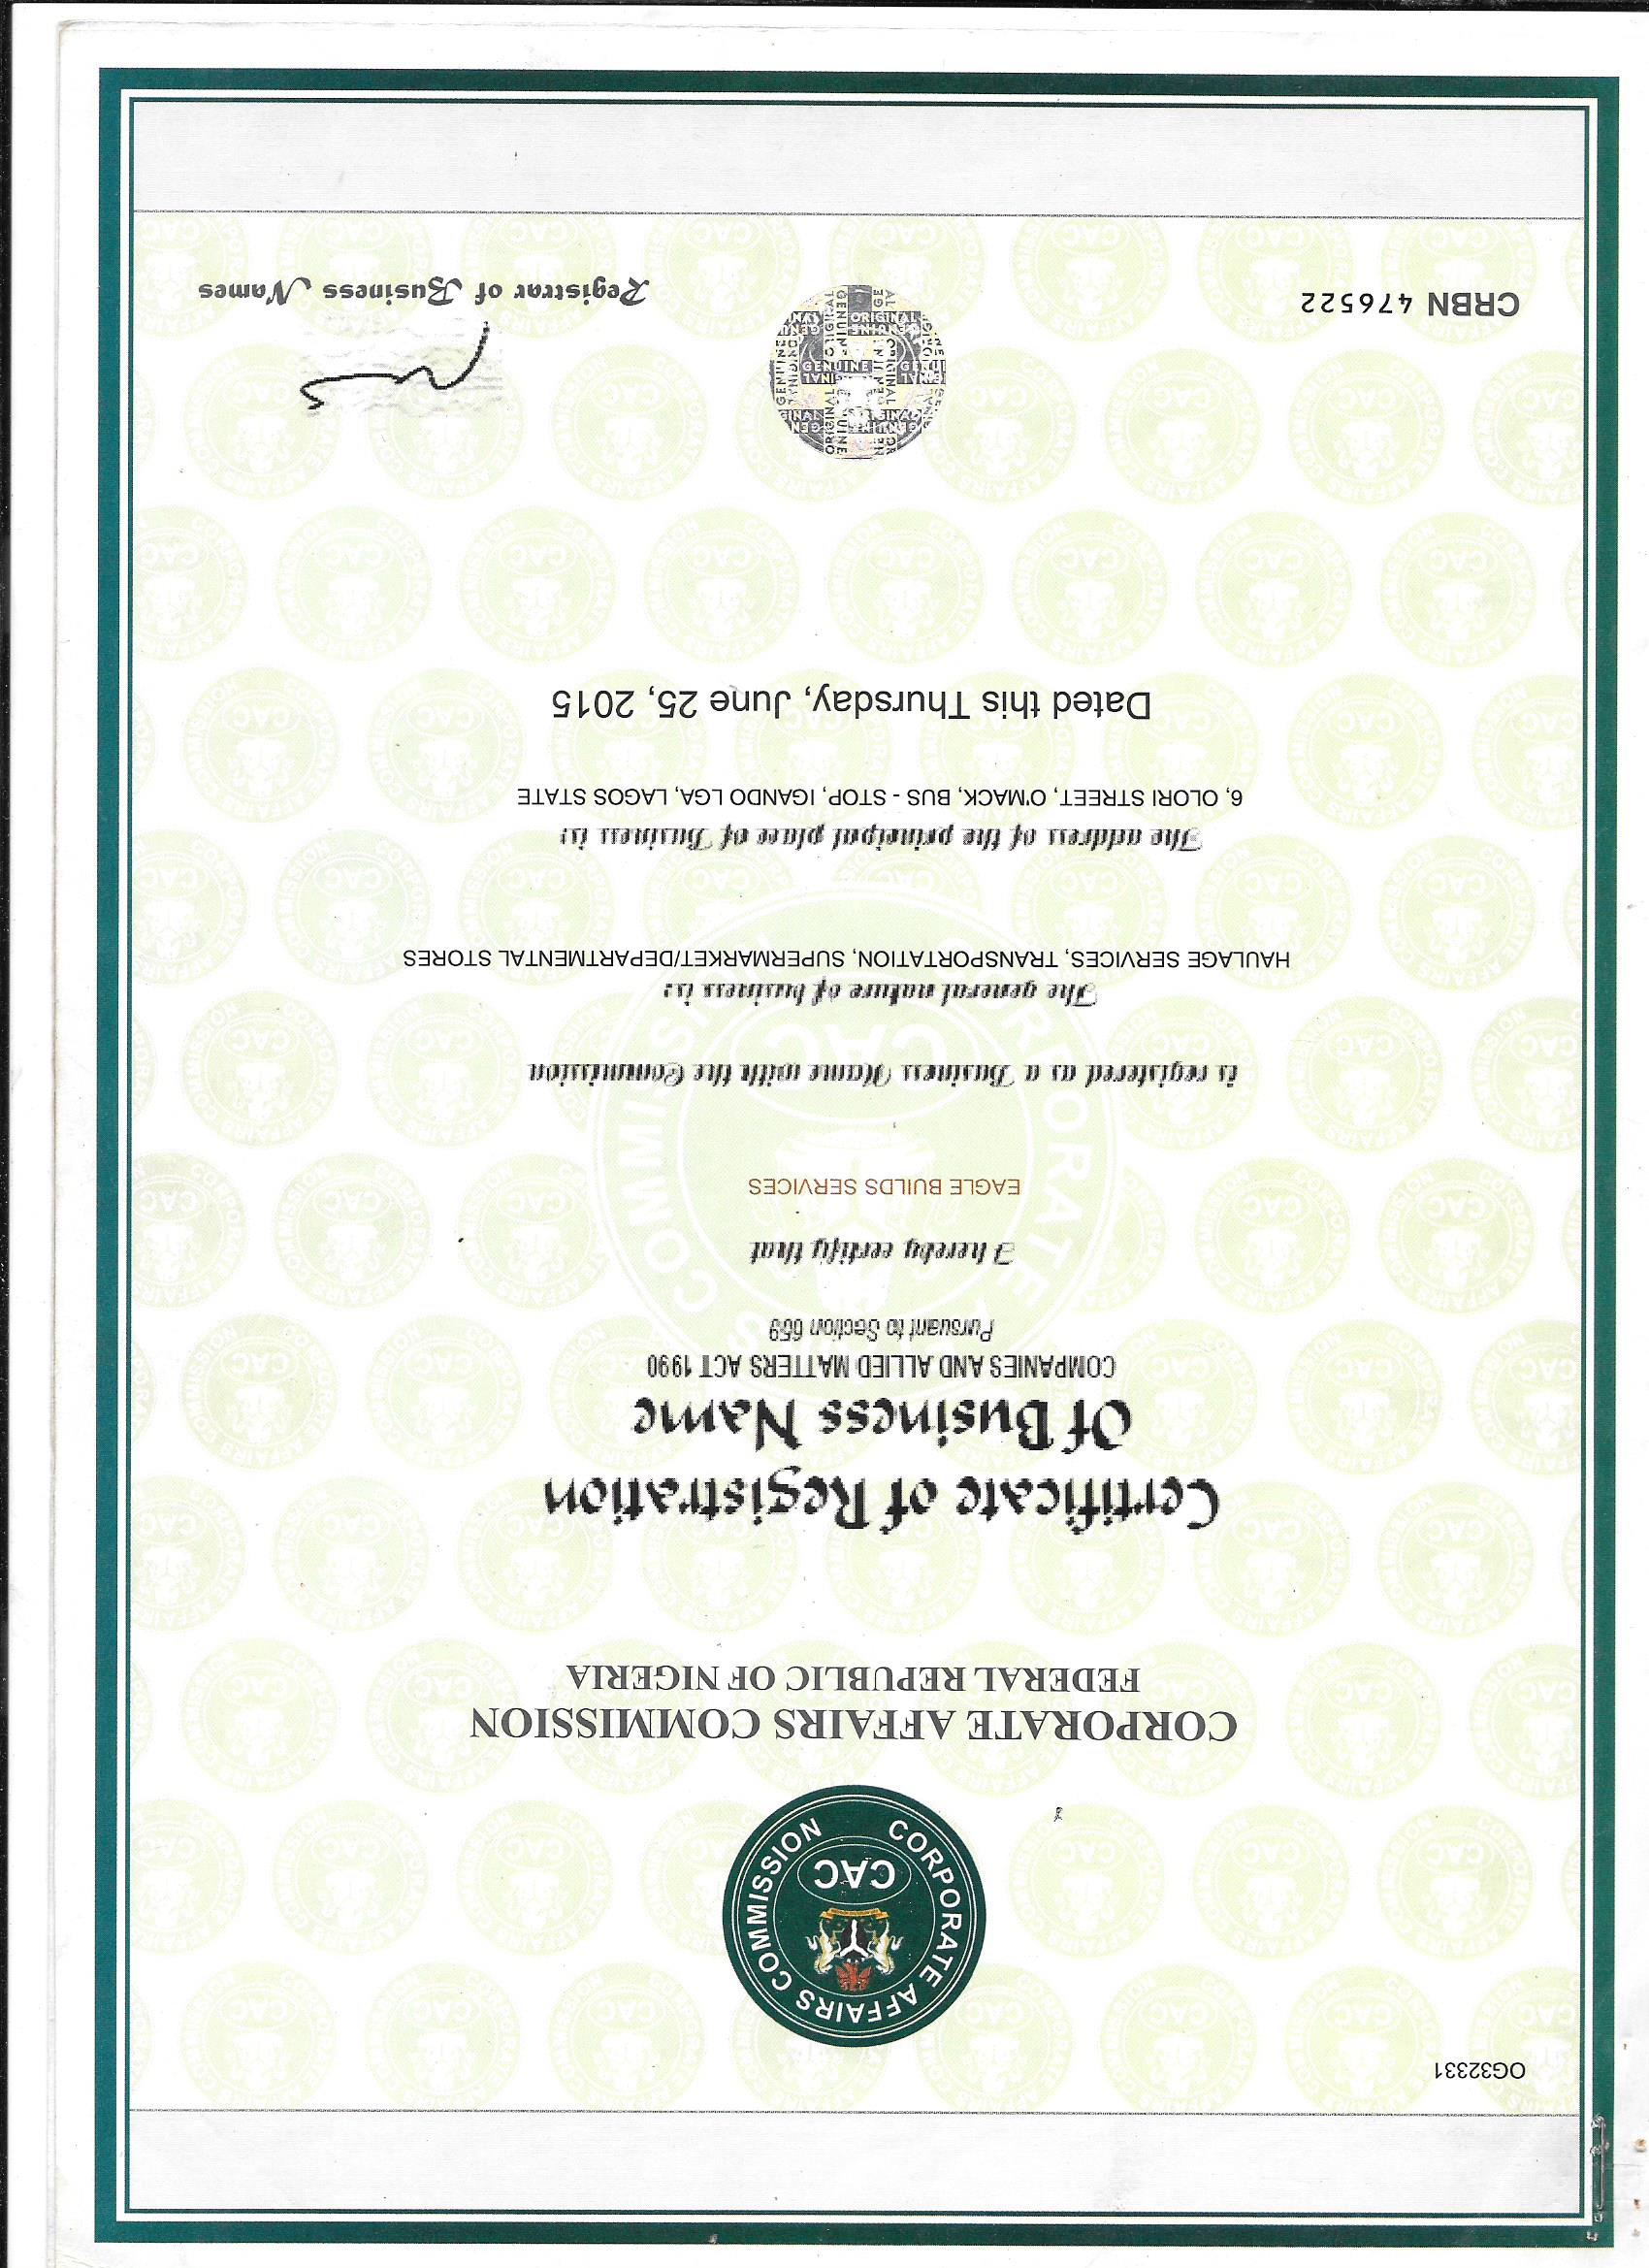 OG32331
CORPORATE AFFAIRS COMMISSION
CAC
CORPORATE AFFAIRS COMMISSION
FEDERAL REPUBLIC OF NIGERIA
Certificate of Registration
Of Business Name
COMPANIES AND ALLIED MATTERS ACT 1990
Pursuant to Section 659
I hereby certify that
EAGLE BUILDS SERVICES
is registered as a Business Name with the Commission
The general nature of business is:
HAULAGE SERVICES, TRANSPORTATION, SUPERMARKET/DEPARTMENTAL STORES
The address of the principal place of Business is:
6, OLORI STREET, O'MACK, BUS - STOP, IGANDO LGA, LAGOS STATE
Dated this Thursday, June 25, 2015
CRBN 476522
GENUINE
ORIGINAL
Registrar of Business Names